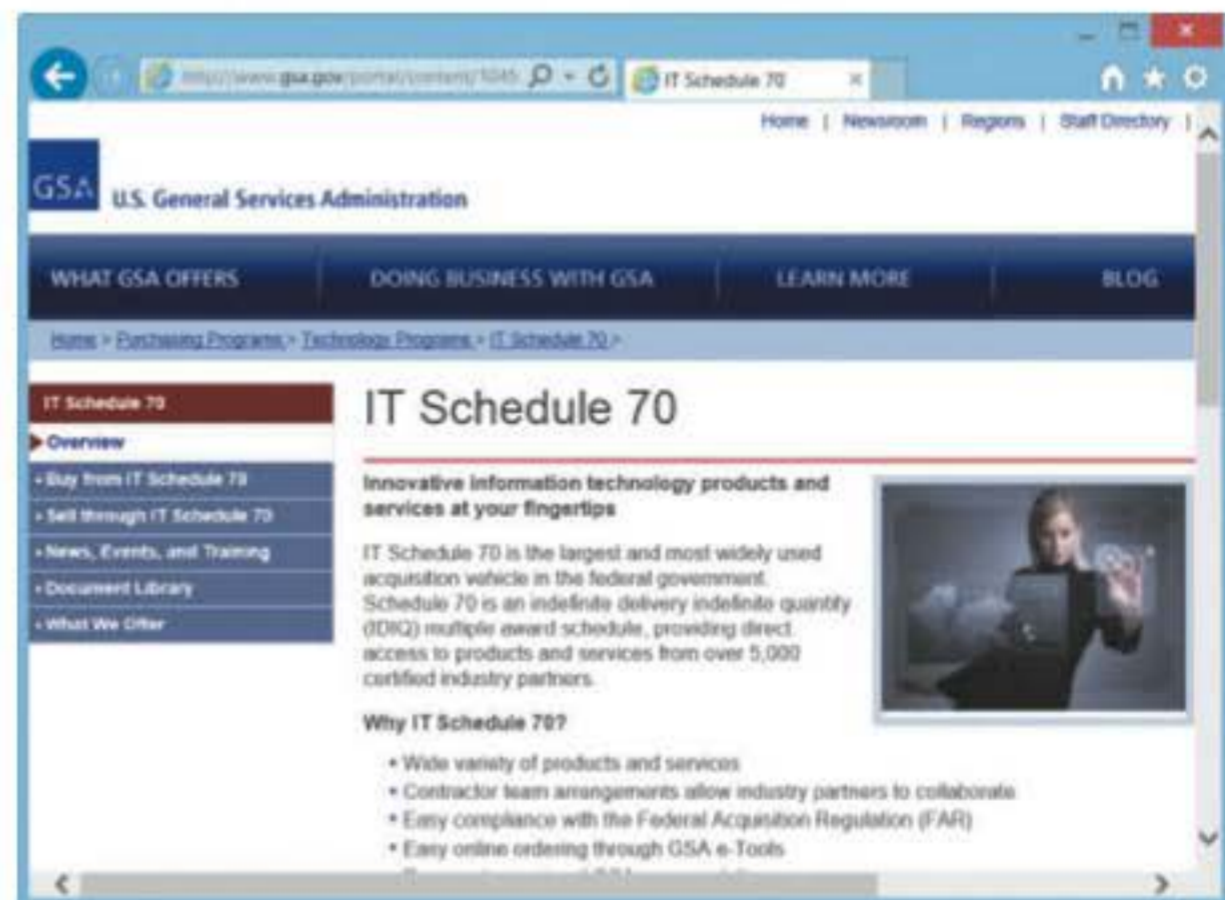 http://www.gsa.gov/portal/content/1045
IT Schedule 70
Home | Newsroom | Regions | Staff Directory |
GSA
U.S. General Services Administration
WHAT GSA OFFERS
DOING BUSINESS WITH GSA
LEARN MORE
BLOG
Home > Purchasing Programs > Technology Programs > IT Schedule 70 >
IT Schedule 70
Overview
Buy from IT Schedule 70
Sell through IT Schedule 70
News, Events, and Training
Document Library
What We Offer
IT Schedule 70
Innovative information technology products and
services at your fingertips
IT Schedule 70 is the largest and most widely used
acquisition vehicle in the federal government.
Schedule 70 is an indefinite delivery indefinite quantity
(IDIQ) multiple award schedule, providing direct
access to products and services from over 5,000
certified industry partners.
Why IT Schedule 70?
• Wide variety of products and services
• Contractor team arrangements allow industry partners to collaborate
• Easy compliance with the Federal Acquisition Regulation (FAR)
• Easy online ordering through GSA e-Tools